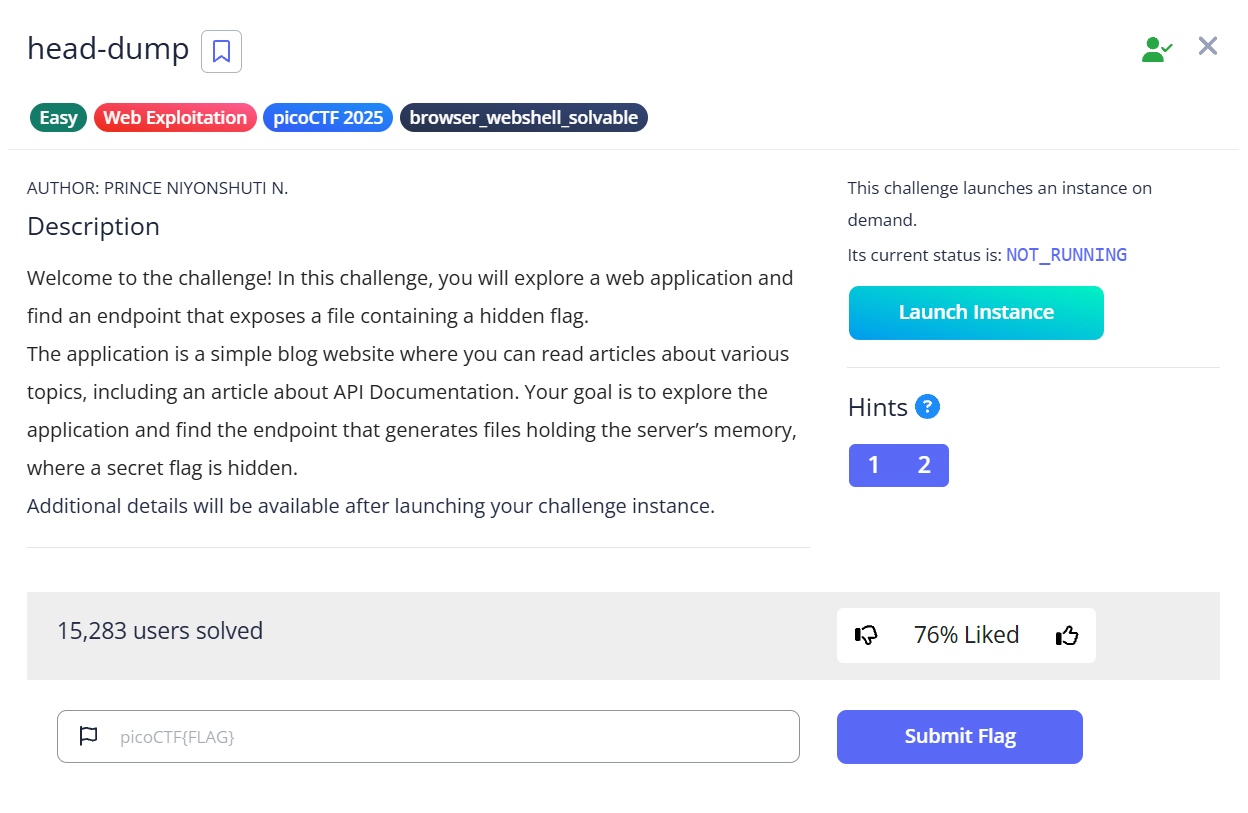 head-dump
Easy Web Exploitation picoCTF 2025 browser_webshell_solvable
AUTHOR: PRINCE NIYONSHUTI N.
Description
Welcome to the challenge! In this challenge, you will explore a web application and
find an endpoint that exposes a file containing a hidden flag.
The application is a simple blog website where you can read articles about various
topics, including an article about API Documentation. Your goal is to explore the
application and find the endpoint that generates files holding the server’s memory,
where a secret flag is hidden.
Additional details will be available after launching your challenge instance.
This challenge launches an instance on
demand.
Its current status is: NOT_RUNNING
Launch Instance
Hints ?
1 2
15,283 users solved
76% Liked
picoCTF{FLAG}
Submit Flag